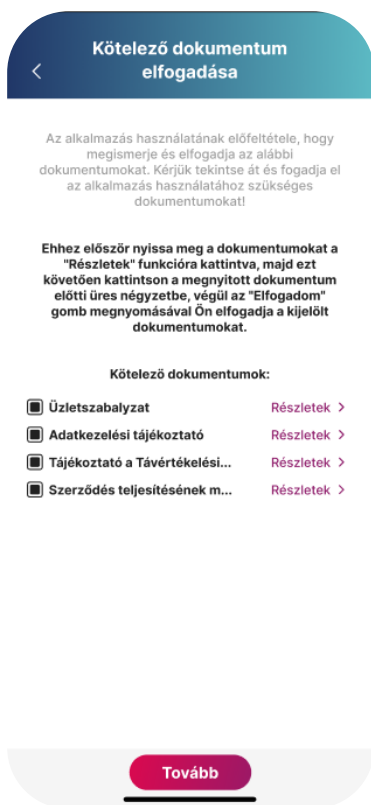 Kötelező dokumentum
elfogadása
Az alkalmazás használatának előfeltétele, hogy
megismerje és elfogadja az alábbi
dokumentumokat. Kérjük tekintse át és fogadja el
az alkalmazás használatához szükséges
dokumentumokat!
Ehhez először nyissa meg a dokumentumokat a
"Részletek" funkcióra kattintva, majd ezt
követően kattintson a megnyitott dokumentum
előtti üres négyzetbe, végül az "Elfogadom"
gomb megnyomásával Ön elfogadja a kijelölt
dokumentumokat.
Kötelező dokumentumok:
Üzletszabályzat Részletek >
Adatkezelési tájékoztató Részletek >
Tájékoztató a Távértékelési... Részletek >
Szerződés teljesítésének m... Részletek >
Tovább